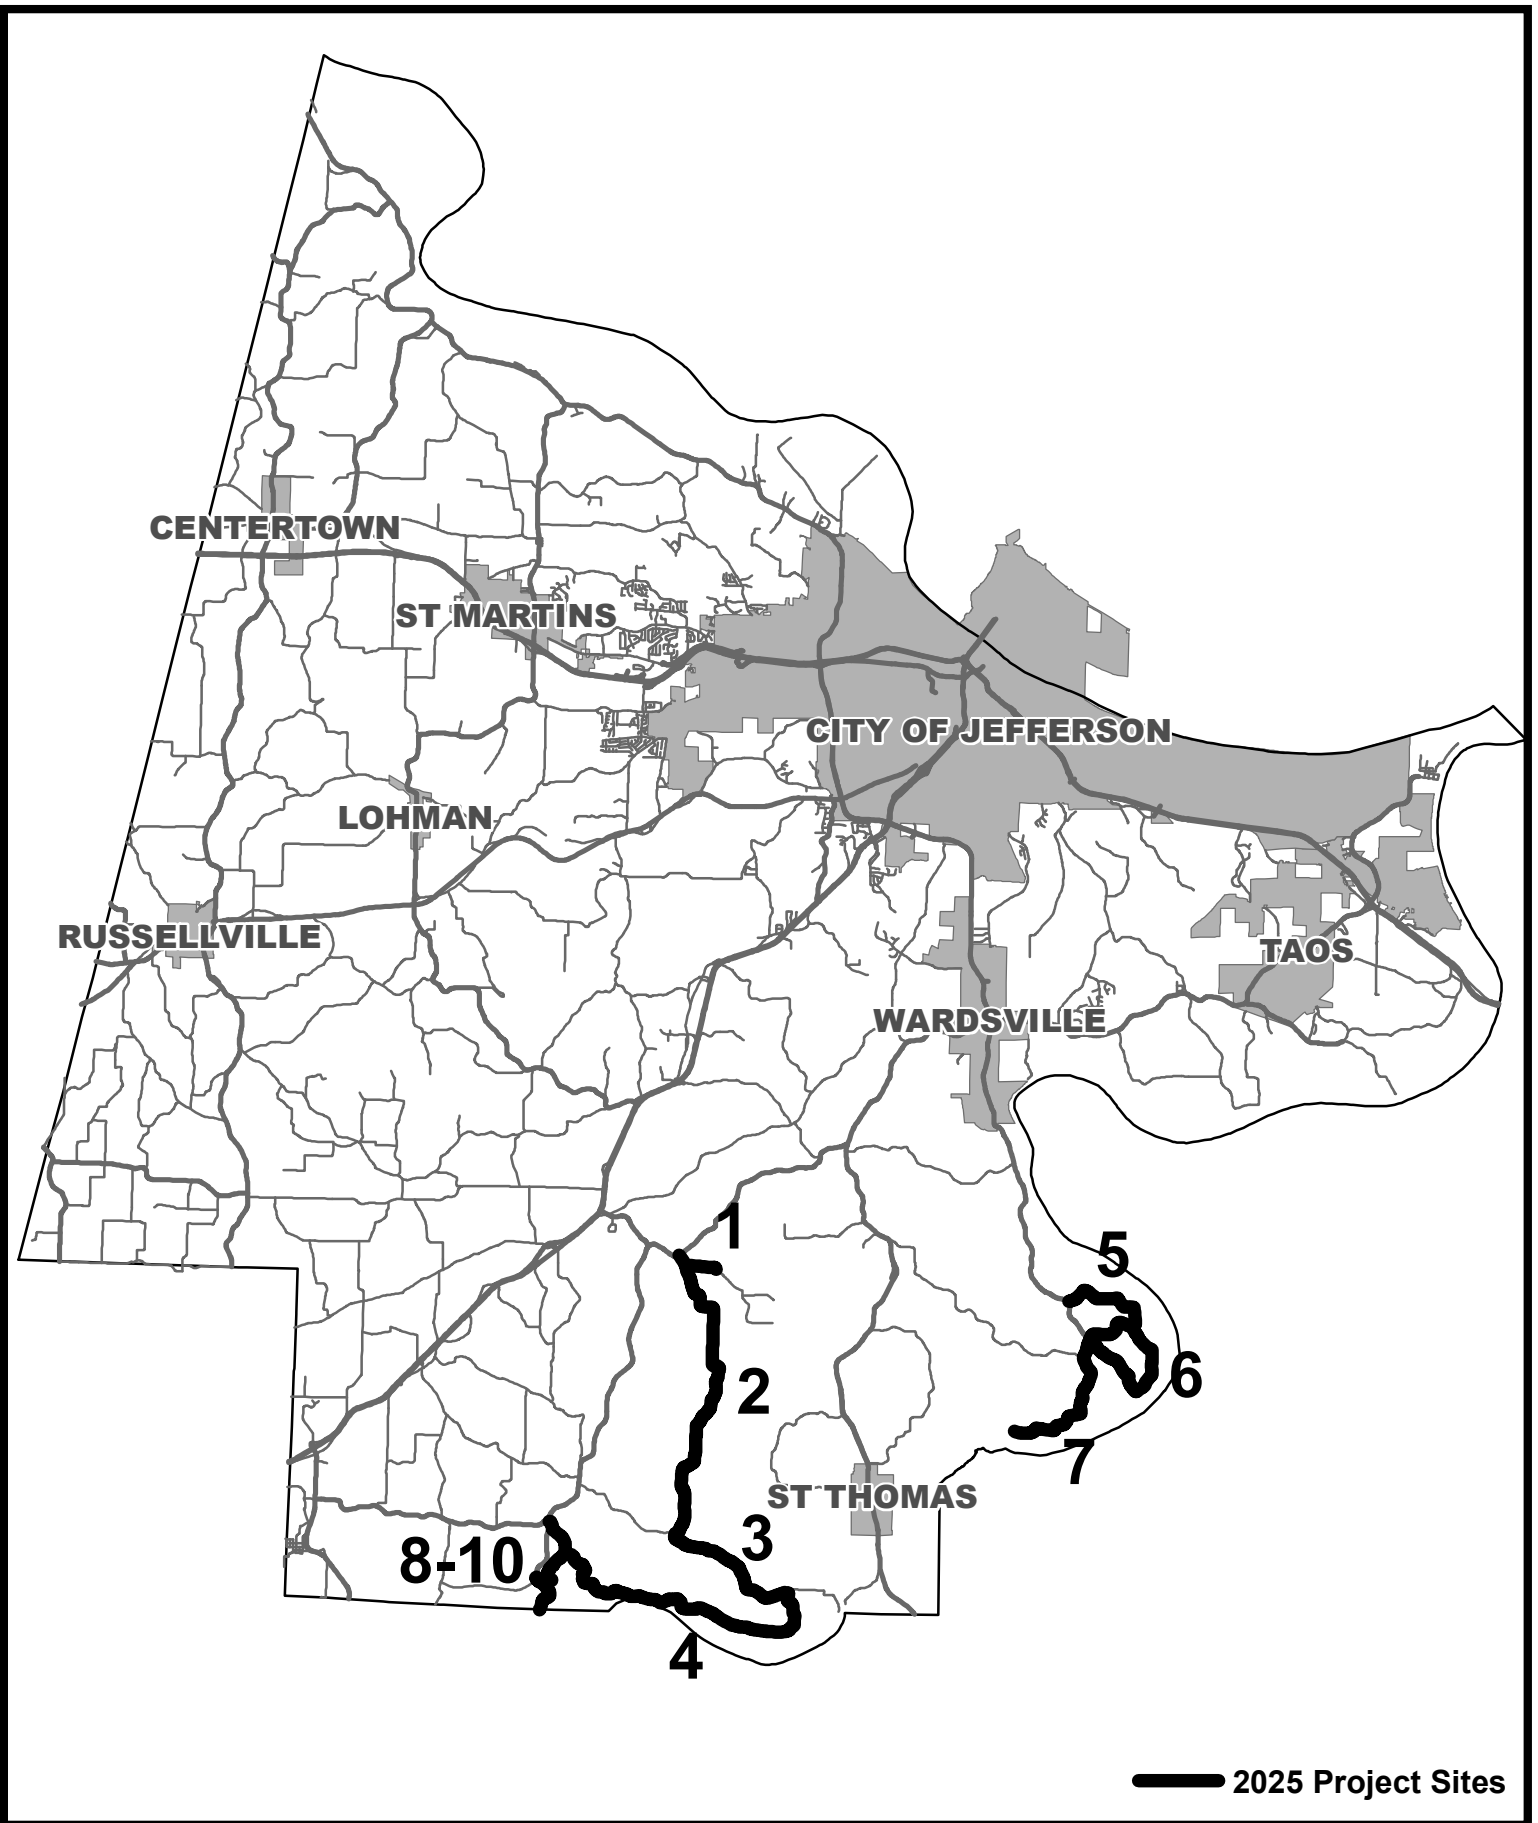 CENTERTOWN
ST MARTINS
CITY OF JEFFERSON
LOHMAN
RUSSELLVILLE
TAOS
WARDSVILLE
1
5
2
6
7
ST THOMAS
3
8-10
4
2025 Project Sites